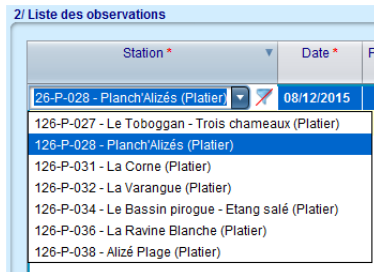 2/ Liste des observations
Station * Date *
26-P-028 - Planch'Alizés (Platier) 08/12/2015
126-P-027 - Le Toboggan - Trois chameaux (Platier)
126-P-028 - Planch'Alizés (Platier)
126-P-031 - La Corne (Platier)
126-P-032 - La Varangue (Platier)
126-P-034 - Le Bassin pirogue - Etang salé (Platier)
126-P-036 - La Ravine Blanche (Platier)
126-P-038 - Alizé Plage (Platier)